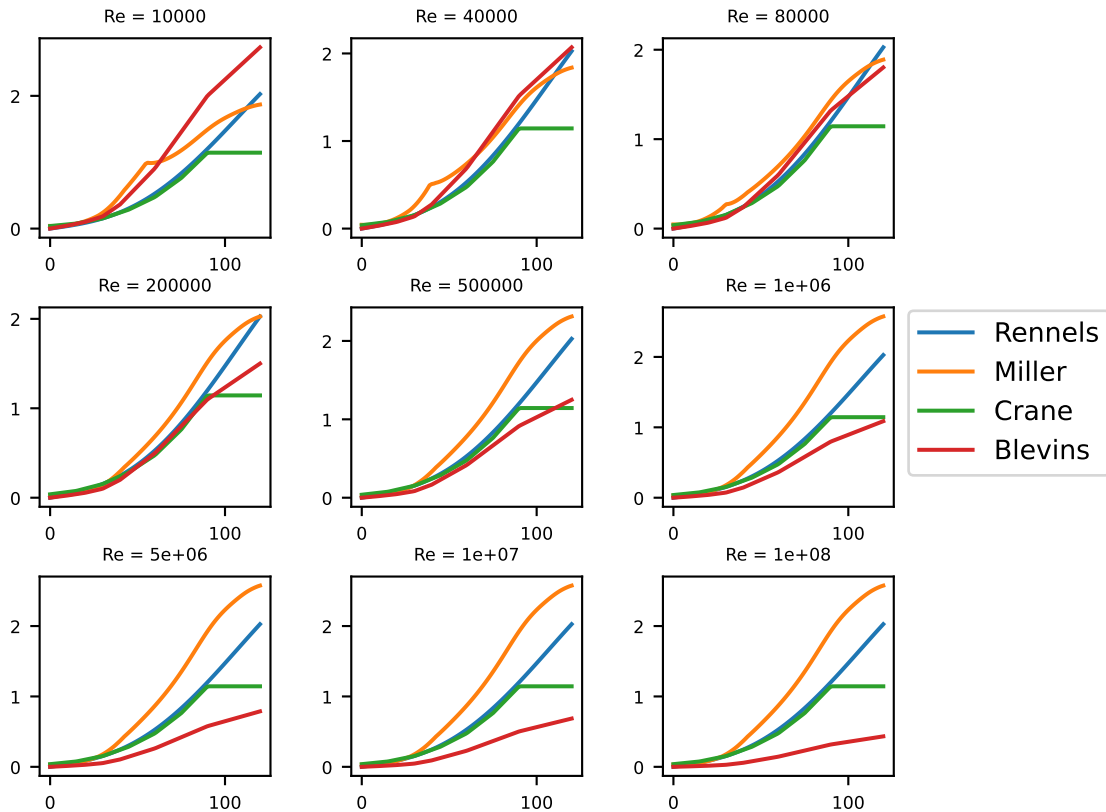 Re = 10000 Re = 40000 Re = 80000
2 2 2
1 1
0 0 0
0 100 0 100 0 100
Re = 200000 Re = 500000 Re = 1e+06
2 2 2
1 1 1
0 0 0
0 100 0 100 0 100
Rennels
Miller
Crane
Blevins
Re = 5e+06 Re = 1e+07 Re = 1e+08
2 2 2
1 1 1
0 0 0
0 100 0 100 0 100